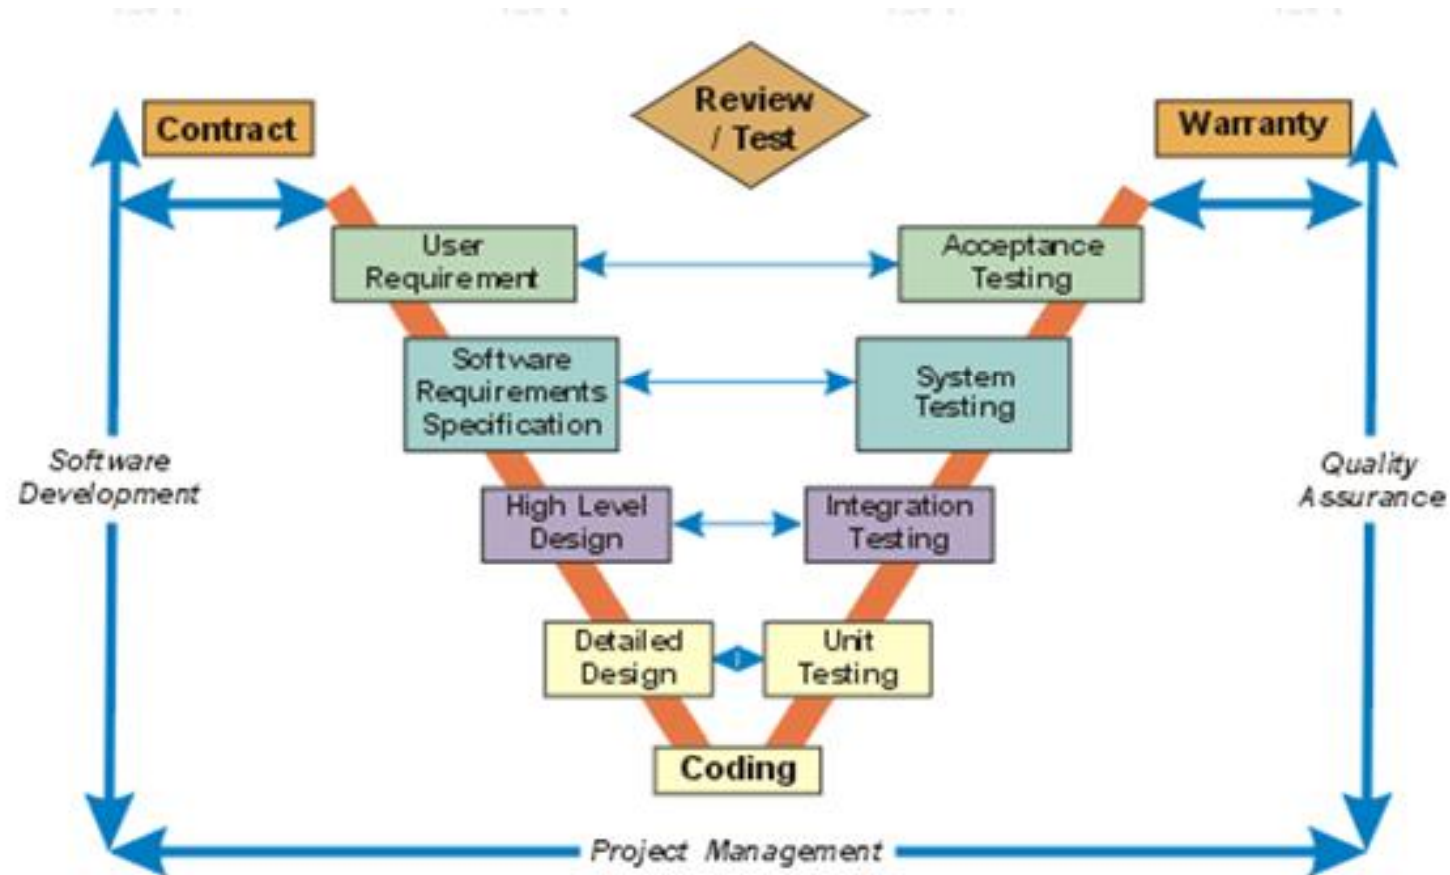 Review
/ Test
Contract
Warranty
User
Requirement
Acceptance
Testing
Software
Requirements
Specification
System
Testing
Software
Development
Quality
Assurance
High Level
Design
Integration
Testing
Detailed
Design
Unit
Testing
Coding
Project Management